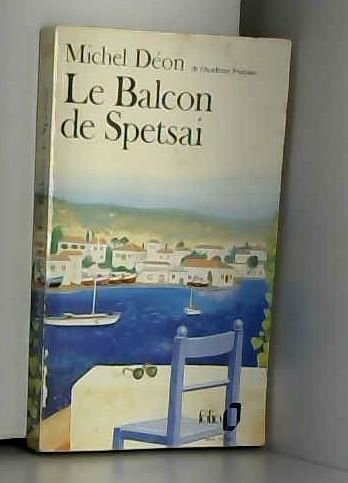 Michel Déon de l'Académie française
Le Balcon
de Spetsai
folio